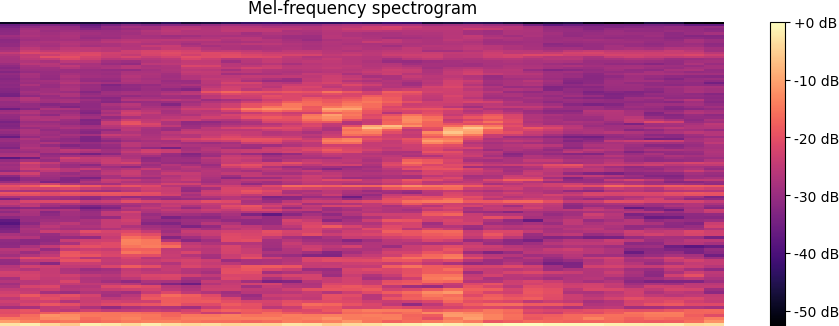 Mel-frequency spectrogram
+0 dB
-10 dB
-20 dB
-30 dB
-40 dB
-50 dB